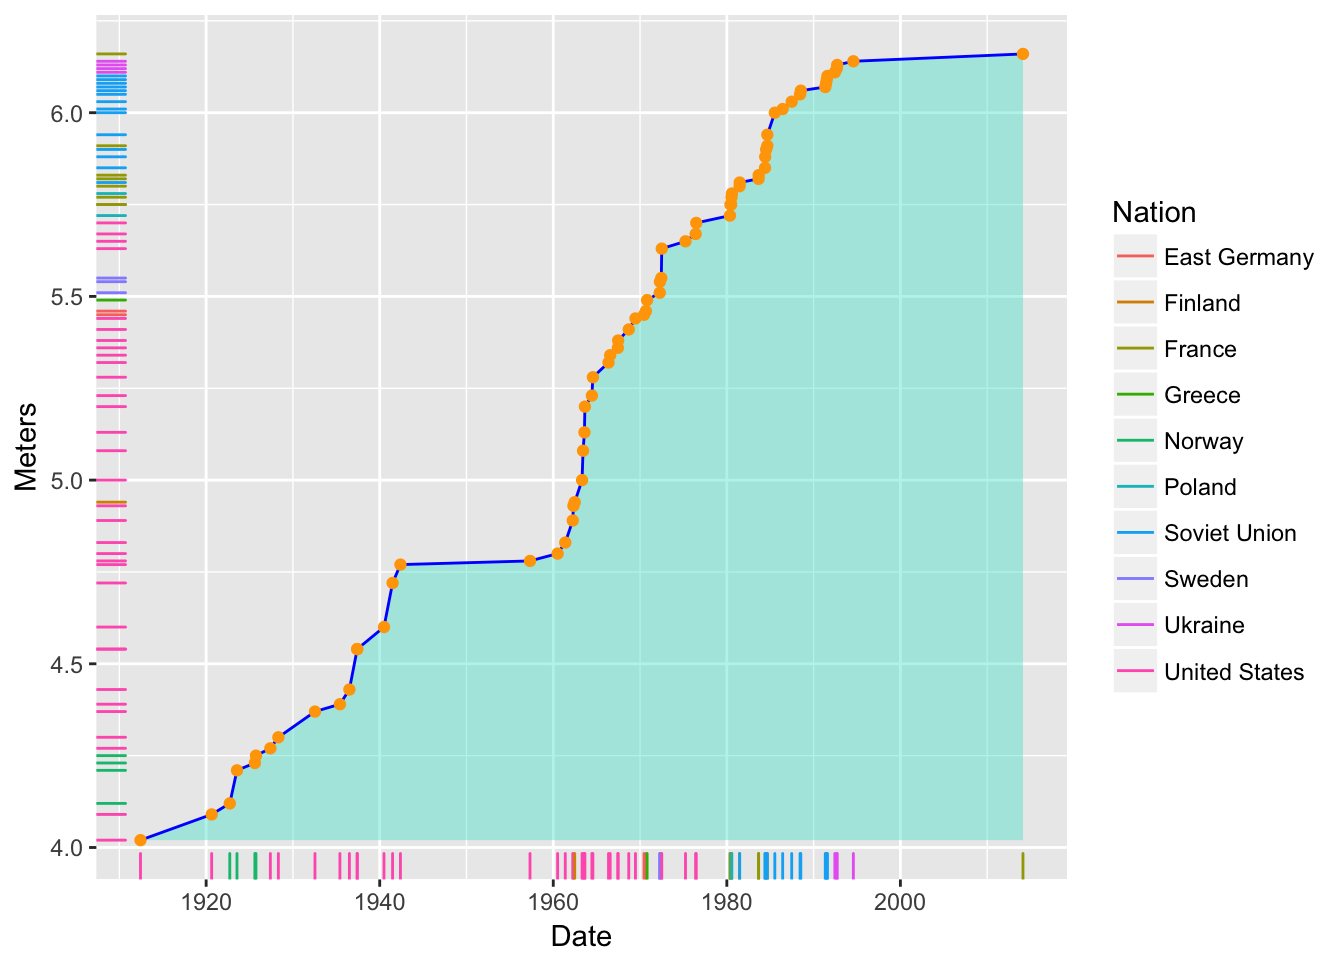 Meters
6.0
5.5
5.0
4.5
4.0
1920 1940 1960 1980 2000
Date
Nation
East Germany
Finland
France
Greece
Norway
Poland
Soviet Union
Sweden
Ukraine
United States